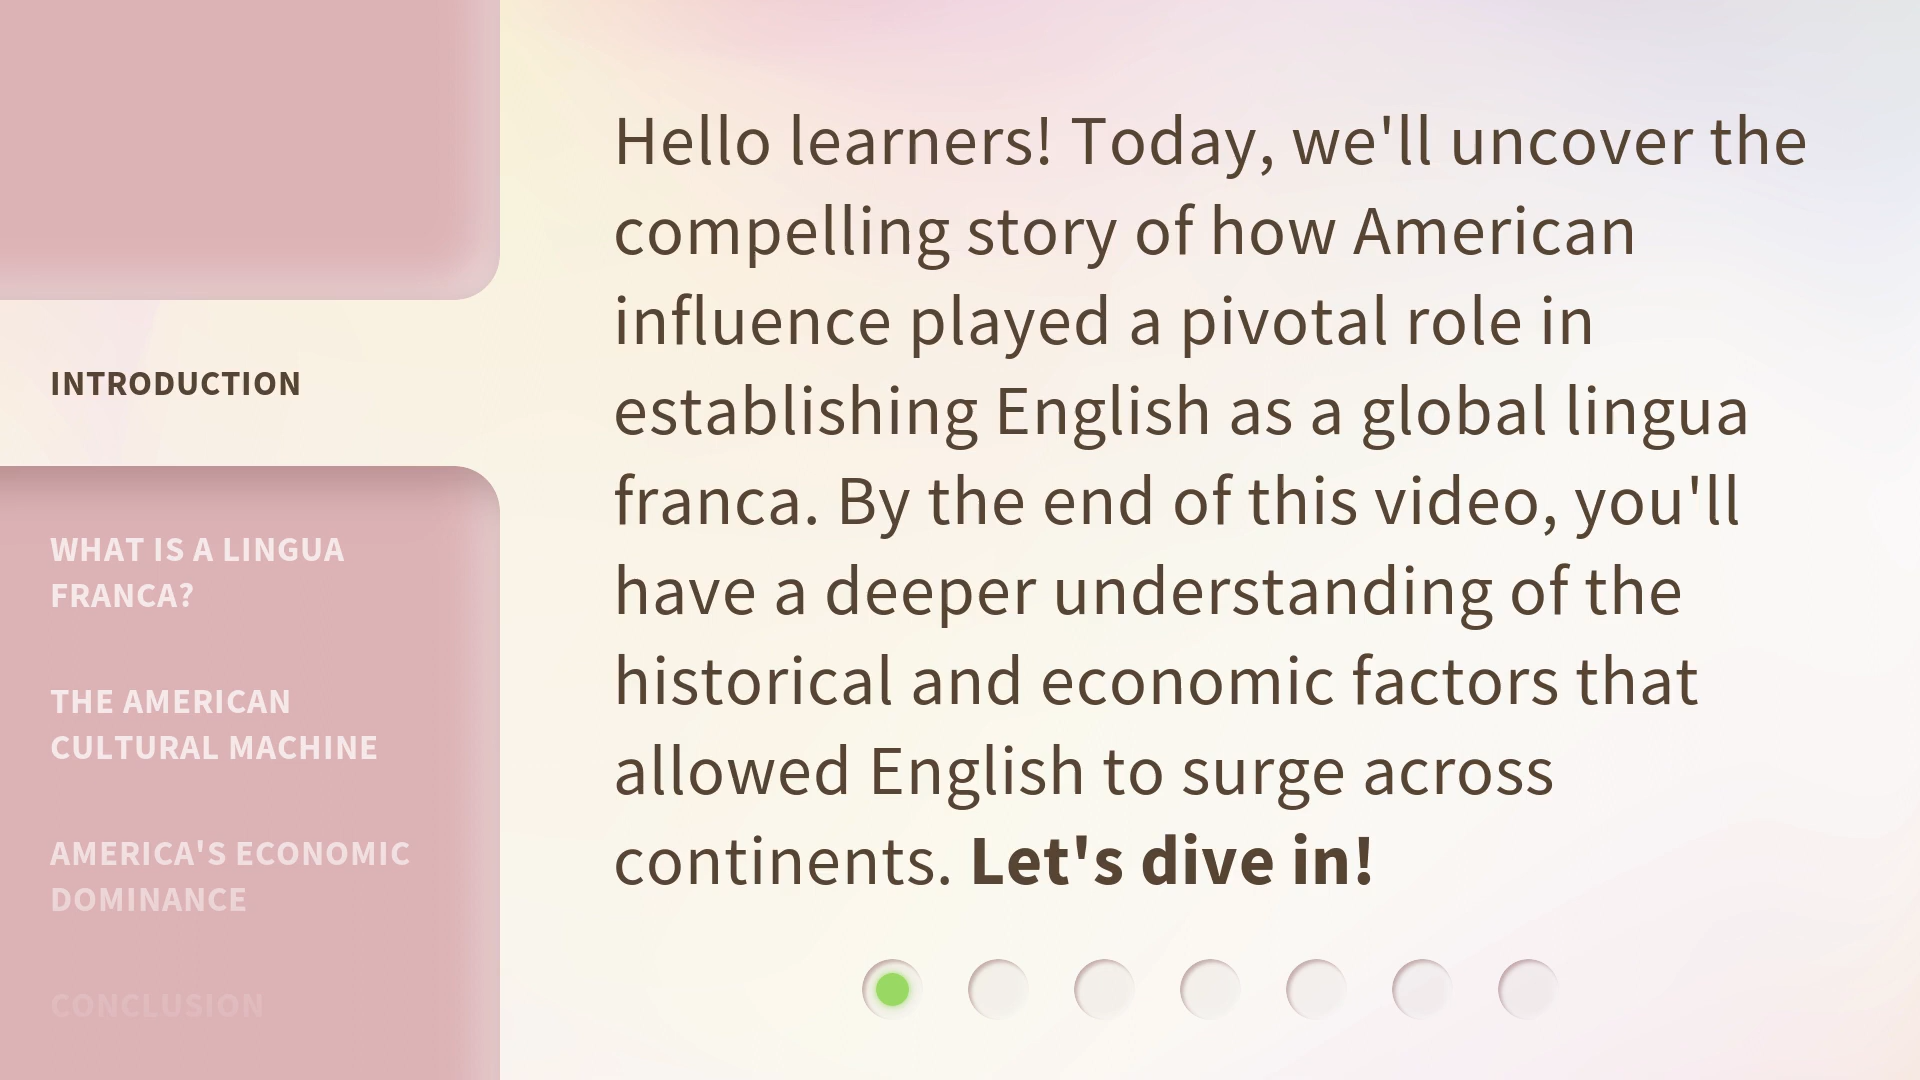 INTRODUCTION
WHAT IS A LINGUA
FRANCA?
THE AMERICAN
CULTURAL MACHINE
AMERICA'S ECONOMIC
DOMINANCE
CONCLUSION
Hello learners! Today, we'll uncover the
compelling story of how American
influence played a pivotal role in
establishing English as a global lingua
franca. By the end of this video, you'll
have a deeper understanding of the
historical and economic factors that
allowed English to surge across
continents. Let's dive in!